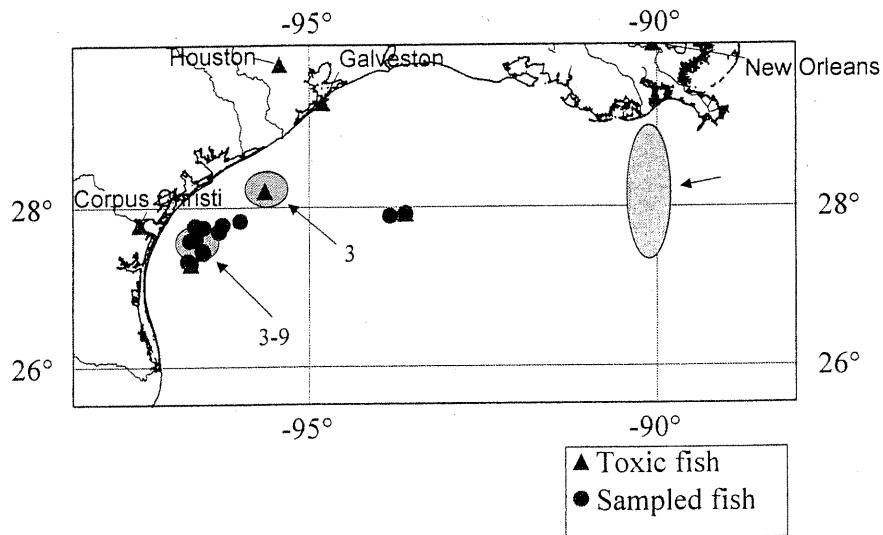 -95°
-90°
28°
28°
26°
26°
-95°
-90°
Houston
Galveston
New Orleans
Corpus Christi
3
3-9
Toxic fish
Sampled fish